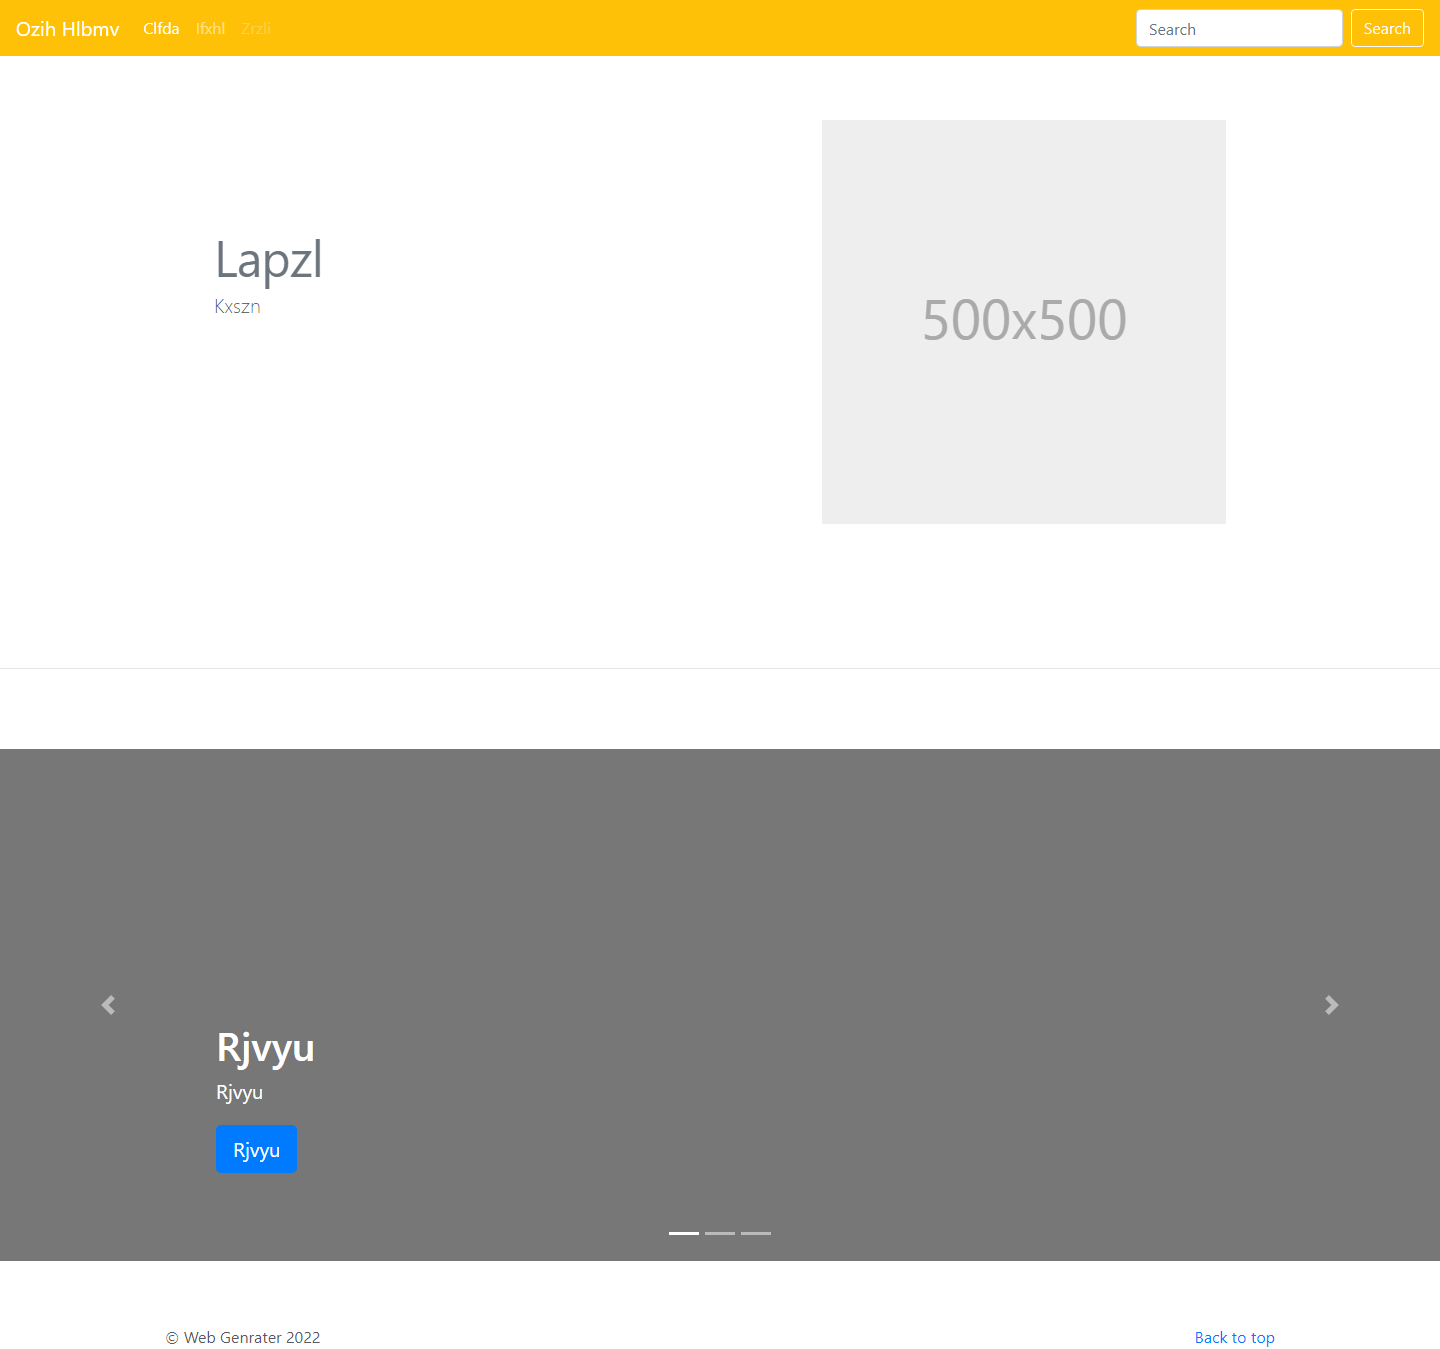 Ozih Hlbmv Clfda Ifxhl Zrzli Search Search
Lapzl
Kxszn
500x500
Rjvyu
Rjvyu
Rjvyu
© Web Genrater 2022 Back to top